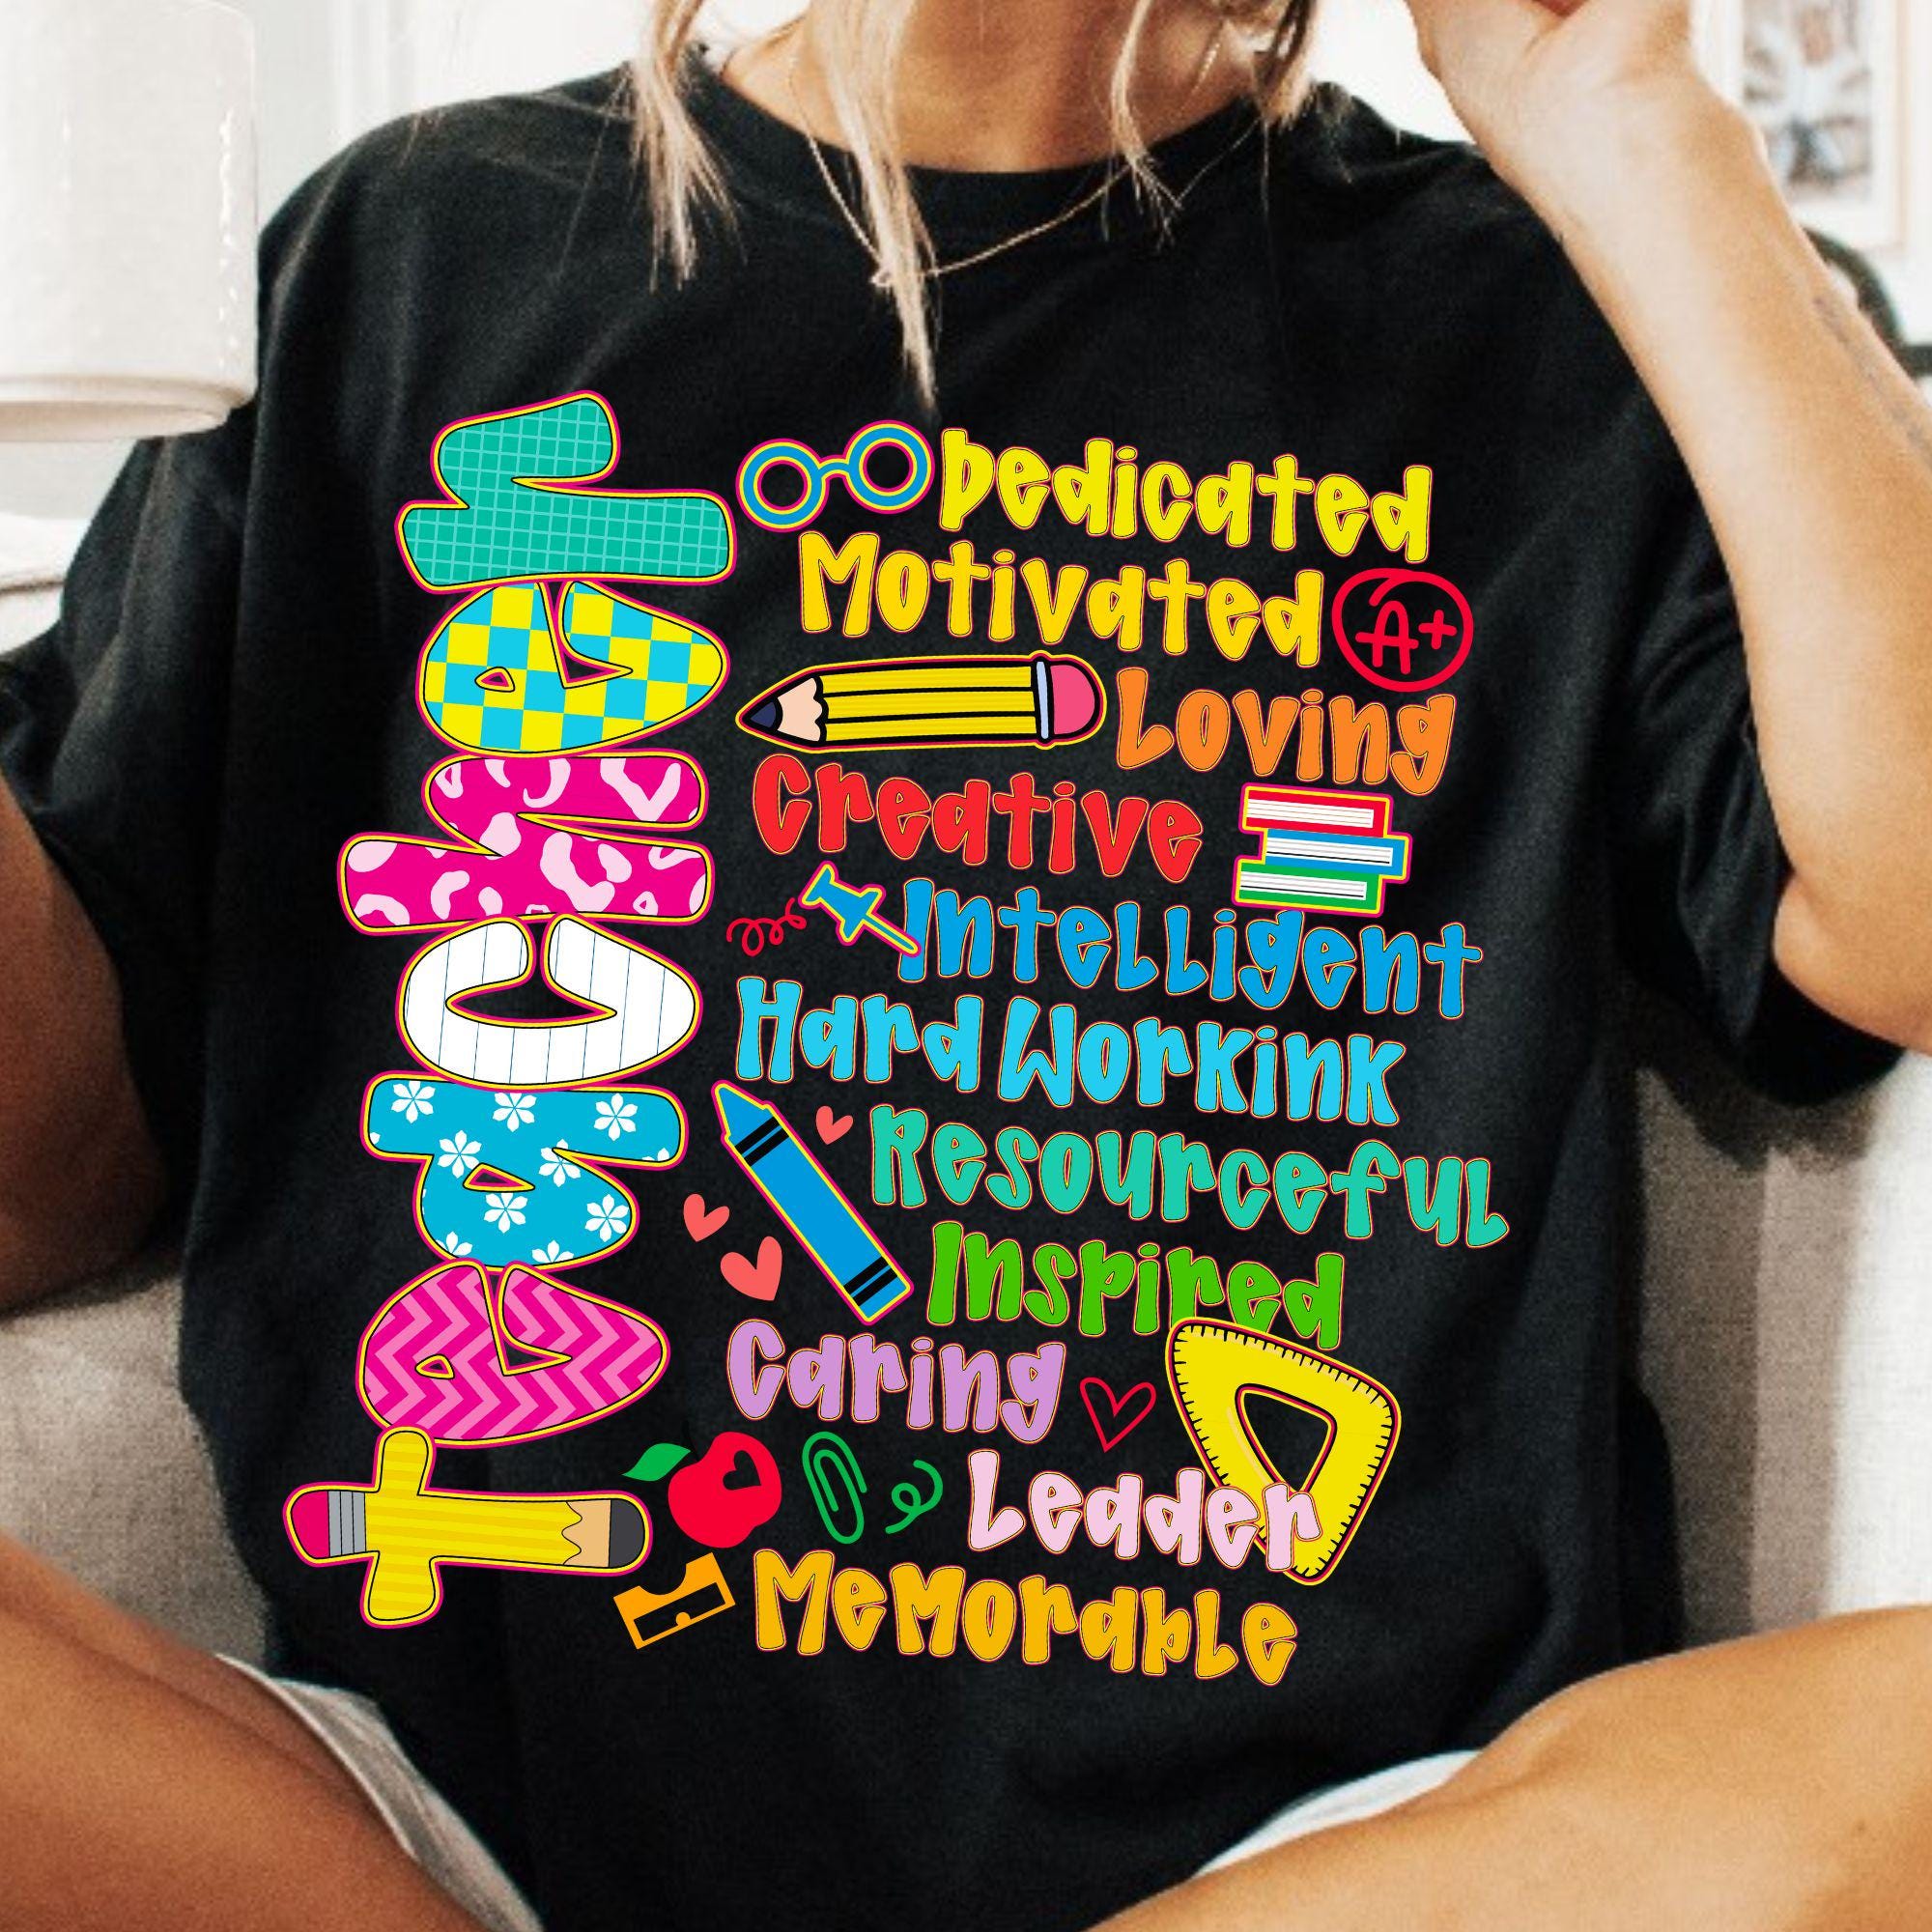 Teacher
Dedicated
Motivated A+
Loving
Creative
Intelligent
Hard Workink
Resourceful
Inspired
Caring
Leader
Memorable